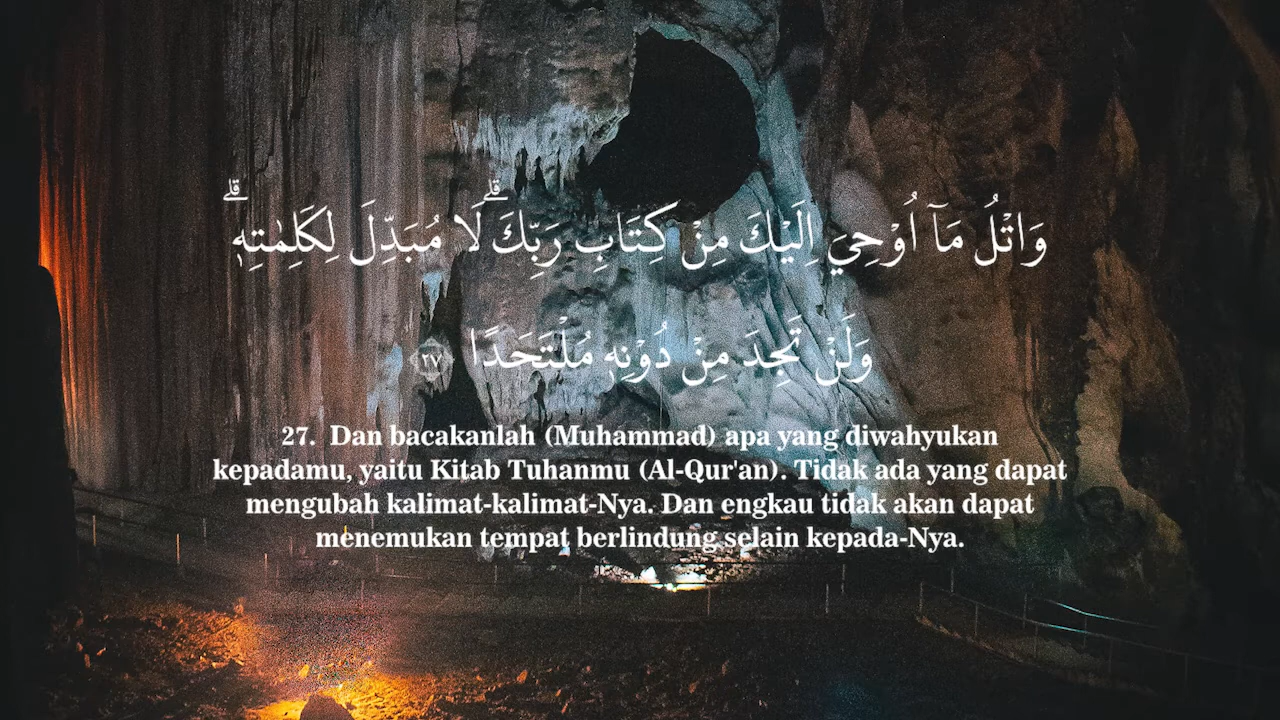 وَاتْلُ مَآ اُوْحِيَ اِلَيْكَ مِنْ كِتَابِ رَبِّكَۗ لَا مُبَدِّلَ لِكَلِمٰتِهٖۗ
وَلَنْ تَجِدَ مِنْ دُوْنِهٖ مُلْتَحَدًا ٢٧
27. Dan bacakanlah (Muhammad) apa yang diwahyukan
kepadamu, yaitu Kitab Tuhanmu (Al-Qur'an). Tidak ada yang dapat
mengubah kalimat-kalimat-Nya. Dan engkau tidak akan dapat
menemukan tempat berlindung selain kepada-Nya.